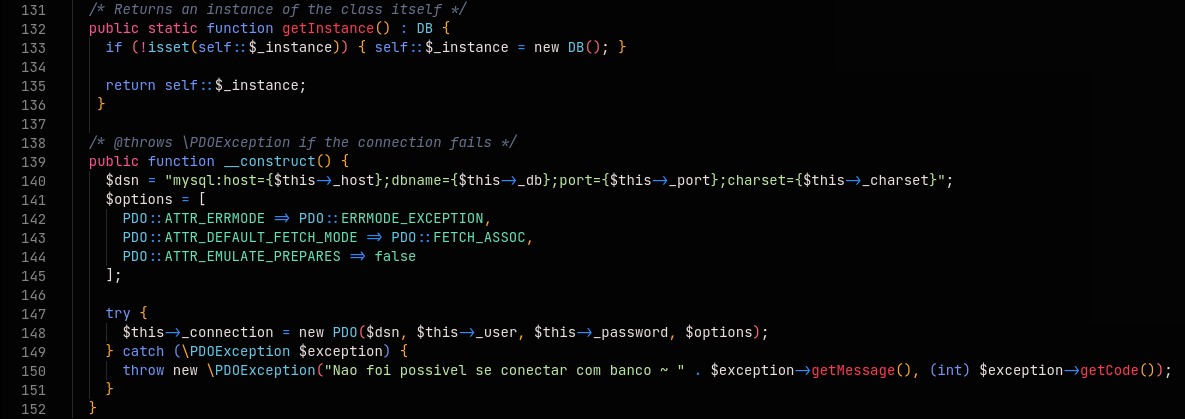 131 /* Returns an instance of the class itself */
132 public static function getInstance() : DB {
133 if (!isset(self::$_instance)) { self::$_instance = new DB(); }
134
135 return self::$_instance;
136 }
137
138 /* @throws \PDOException if the connection fails */
139 public function __construct() {
140 $dsn = "mysql:host={$this->_host};dbname={$this->_db};port={$this->_port};charset={$this->_charset}";
141 $options = [
142 PDO::ATTR_ERRMODE => PDO::ERRMODE_EXCEPTION,
143 PDO::ATTR_DEFAULT_FETCH_MODE => PDO::FETCH_ASSOC,
144 PDO::ATTR_EMULATE_PREPARES => false
145 ];
146
147 try {
148 $this->_connection = new PDO($dsn, $this->_user, $this->_password, $options);
149 } catch (\PDOException $exception) {
150 throw new \PDOException("Nao foi possivel se conectar com banco ~ " . $exception->getMessage(), (int) $exception->getCode());
151 }
152 }